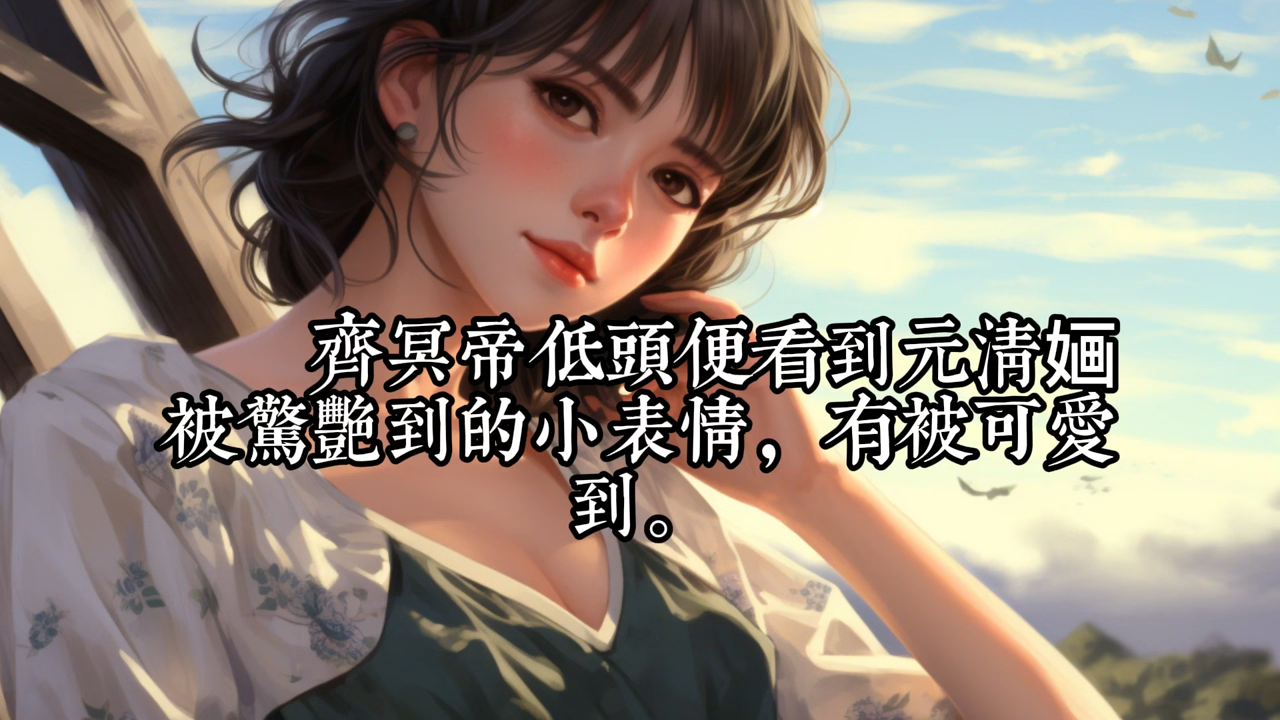 齊冥帝低頭便看到元清婳
被驚艷到的小表情，有被可愛
到。